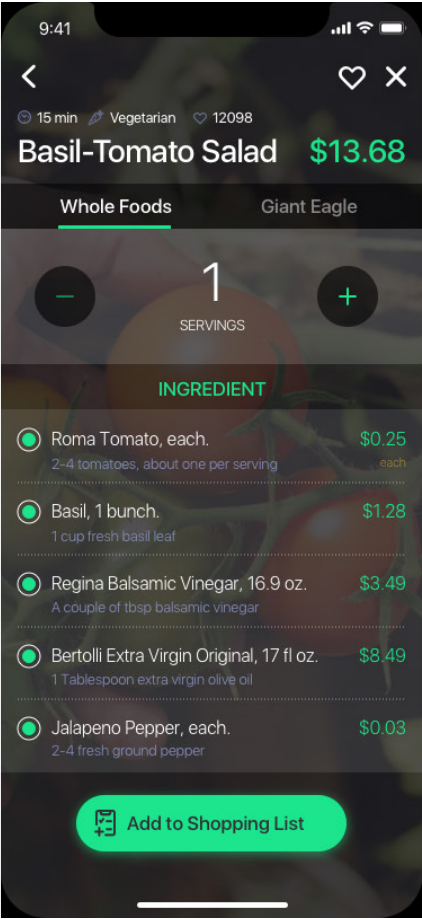 9:41
15 min Vegetarian 12098
Basil-Tomato Salad $13.68
Whole Foods Giant Eagle
1
SERVINGS
INGREDIENT
Roma Tomato, each. $0.25
2-4 tomatoes, about one per serving each
Basil, 1 bunch. $1.28
1 cup fresh basil leaf
Regina Balsamic Vinegar, 16.9 oz. $3.49
A couple of tbsp balsamic vinegar
Bertolli Extra Virgin Original, 17 fl oz. $8.49
1 Tablespoon extra virgin olive oil
Jalapeno Pepper, each. $0.03
2-4 fresh ground pepper
Add to Shopping List